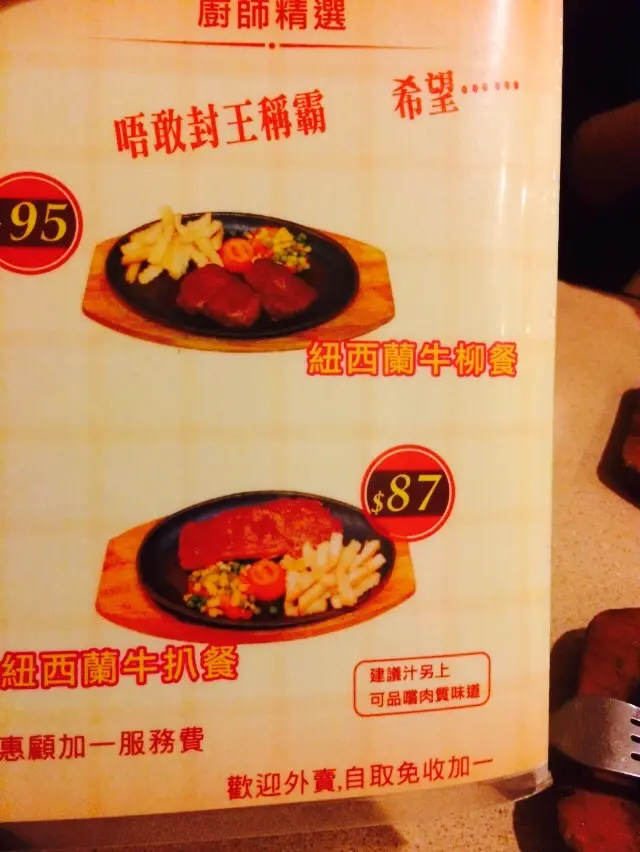 廚師精選
唔敢封王稱霸
希望⋯⋯
95
紐西蘭牛柳餐
$87
紐西蘭牛扒餐
建議汁另上
可品嚐肉質味道
惠顧加一服務費
歡迎外賣,自取免收加一